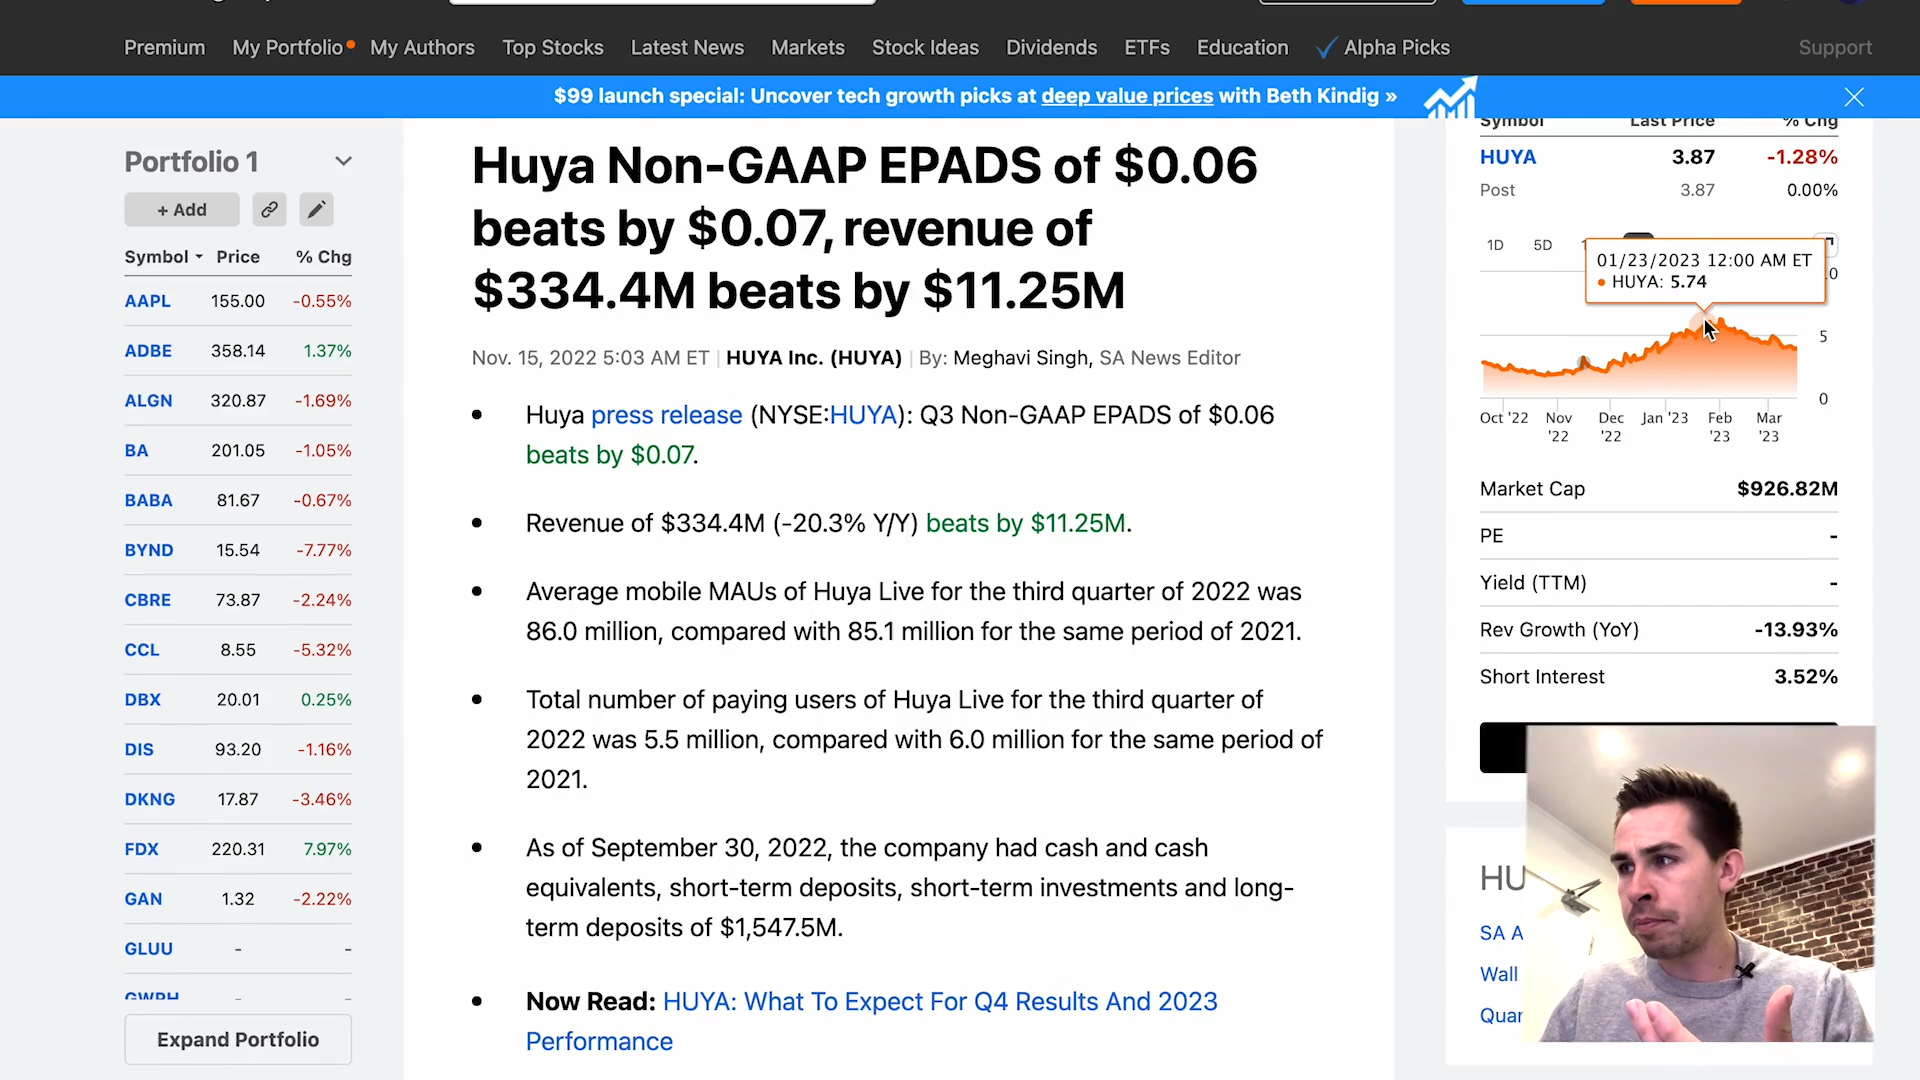 Premium My Portfolio My Authors Top Stocks Latest News Markets Stock Ideas Dividends ETFs Education Alpha Picks Support
$99 launch special: Uncover tech growth picks at deep value prices with Beth Kindig »
Portfolio 1
+ Add
Symbol Price % Chg
AAPL 155.00 -0.55%
ADBE 358.14 1.37%
ALGN 320.87 -1.69%
BA 201.05 -1.05%
BABA 81.67 -0.67%
BYND 15.54 -7.77%
CBRE 73.87 -2.24%
CCL 8.55 -5.32%
DBX 20.01 0.25%
DIS 93.20 -1.16%
DKNG 17.87 -3.46%
FDX 220.31 7.97%
GAN 1.32 -2.22%
GLUU - -
GWPH - -
Expand Portfolio
Huya Non-GAAP EPADS of $0.06
beats by $0.07, revenue of
$334.4M beats by $11.25M
Nov. 15, 2022 5:03 AM ET | HUYA Inc. (HUYA) | By: Meghavi Singh, SA News Editor
• Huya press release (NYSE:HUYA): Q3 Non-GAAP EPADS of $0.06
beats by $0.07.
• Revenue of $334.4M (-20.3% Y/Y) beats by $11.25M.
• Average mobile MAUs of Huya Live for the third quarter of 2022 was
86.0 million, compared with 85.1 million for the same period of 2021.
• Total number of paying users of Huya Live for the third quarter of
2022 was 5.5 million, compared with 6.0 million for the same period of
2021.
• As of September 30, 2022, the company had cash and cash
equivalents, short-term deposits, short-term investments and long-
term deposits of $1,547.5M.
• Now Read: HUYA: What To Expect For Q4 Results And 2023
Performance
Symbol Last Price % Chg
HUYA 3.87 -1.28%
Post 3.87 0.00%
1D 5D
01/23/2023 12:00 AM ET
HUYA: 5.74
0
5
0
Oct '22 Nov '22 Dec '22 Jan '23 Feb '23 Mar '23
Market Cap $926.82M
PE -
Yield (TTM) -
Rev Growth (YoY) -13.93%
Short Interest 3.52%
HU
SA A
Wall
Quar